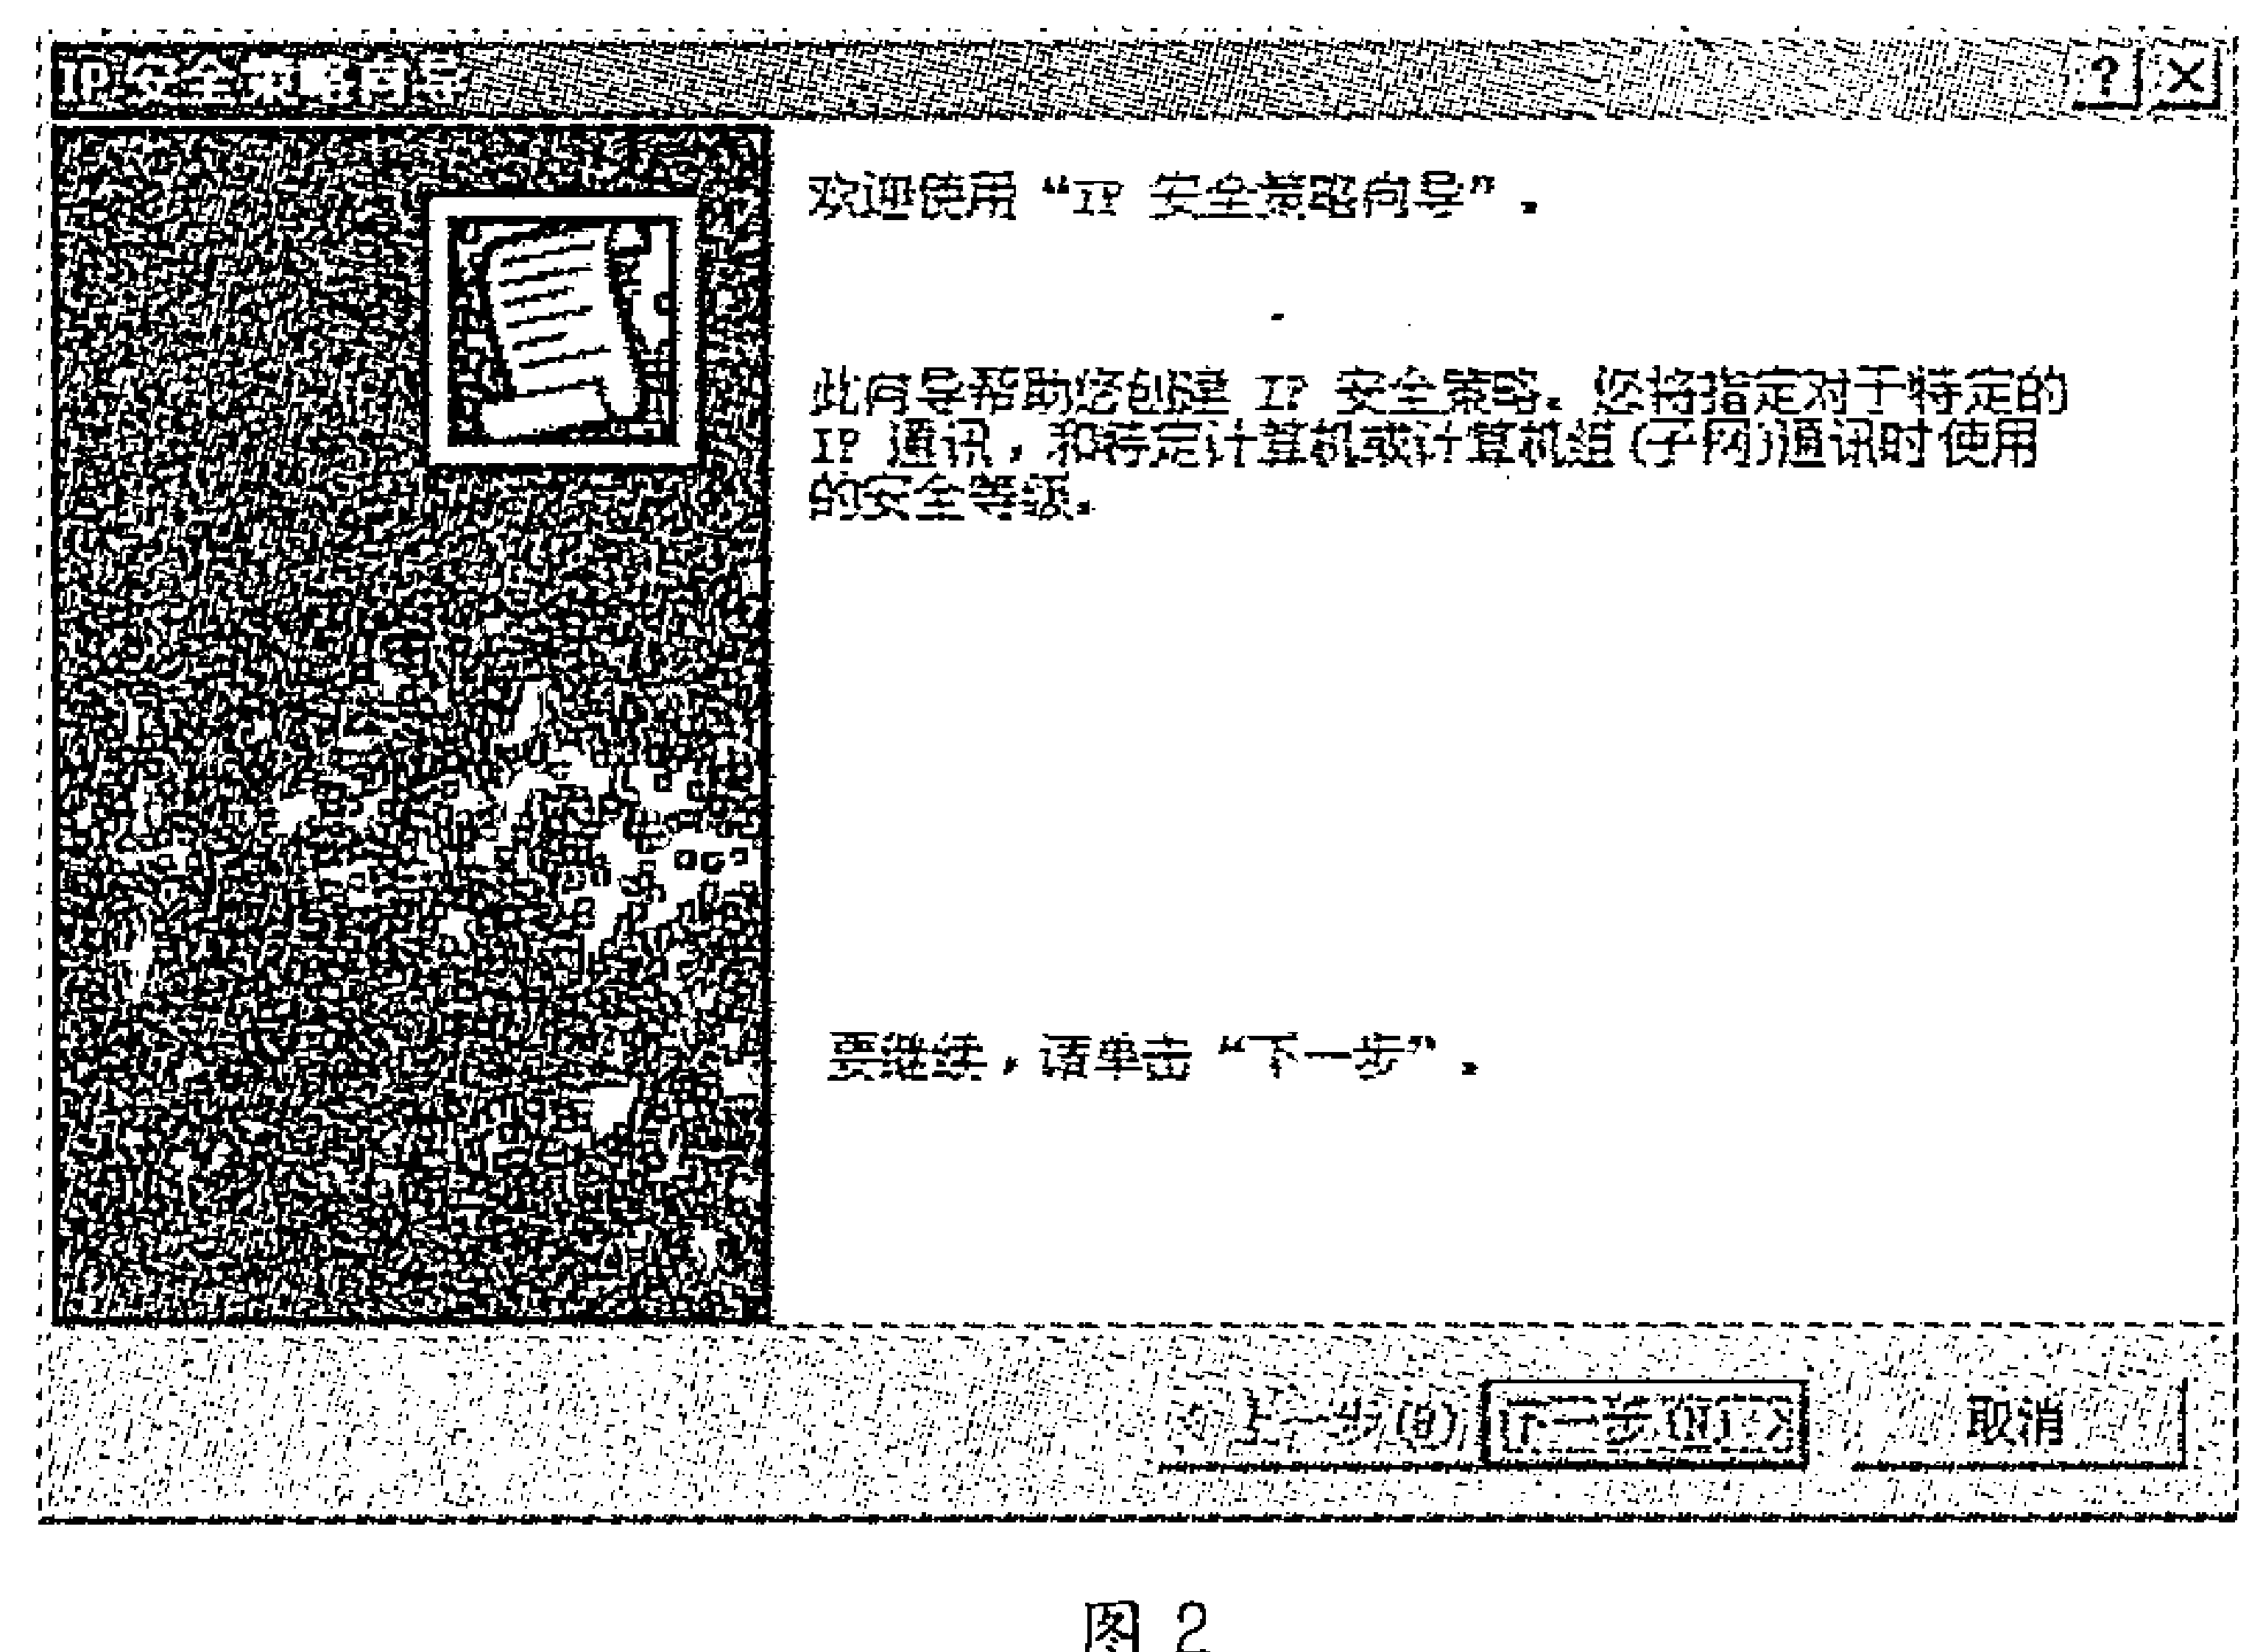 IP 安全策略向导
欢迎使用 “IP 安全策略向导” 。
此向导帮助您创建 IP 安全策略。您将指定对于特定的
IP 通讯，和特定计算机或计算机组(子网)通讯时使用
的安全等级。
要继续，请单击 “下一步” 。
< 上一步(B) 下一步(N) > 取消
图 2